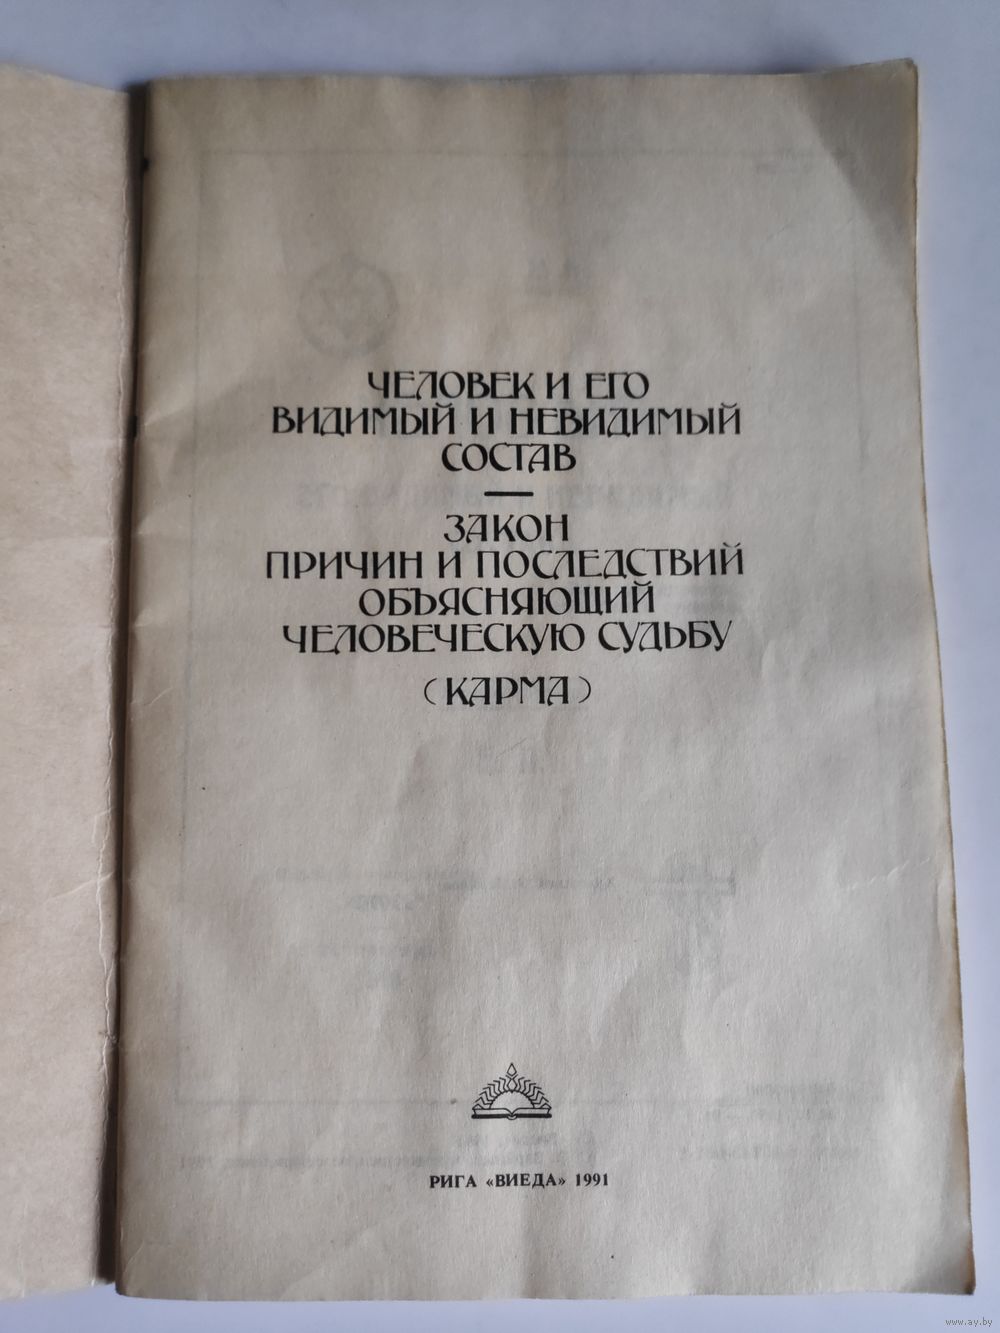 ЧЕЛОВЕК И ЕГО
ВИДИМЫЙ И НЕВИДИМЫЙ
СОСТАВ
—
ЗАКОН
ПРИЧИН И ПОСЛЕДСТВИЙ
ОБЪЯСНЯЮЩИЙ
ЧЕЛОВЕЧЕСКУЮ СУДЬБУ
(КАРМА)
РИГА «ВИЕДА» 1991
www.ay.by